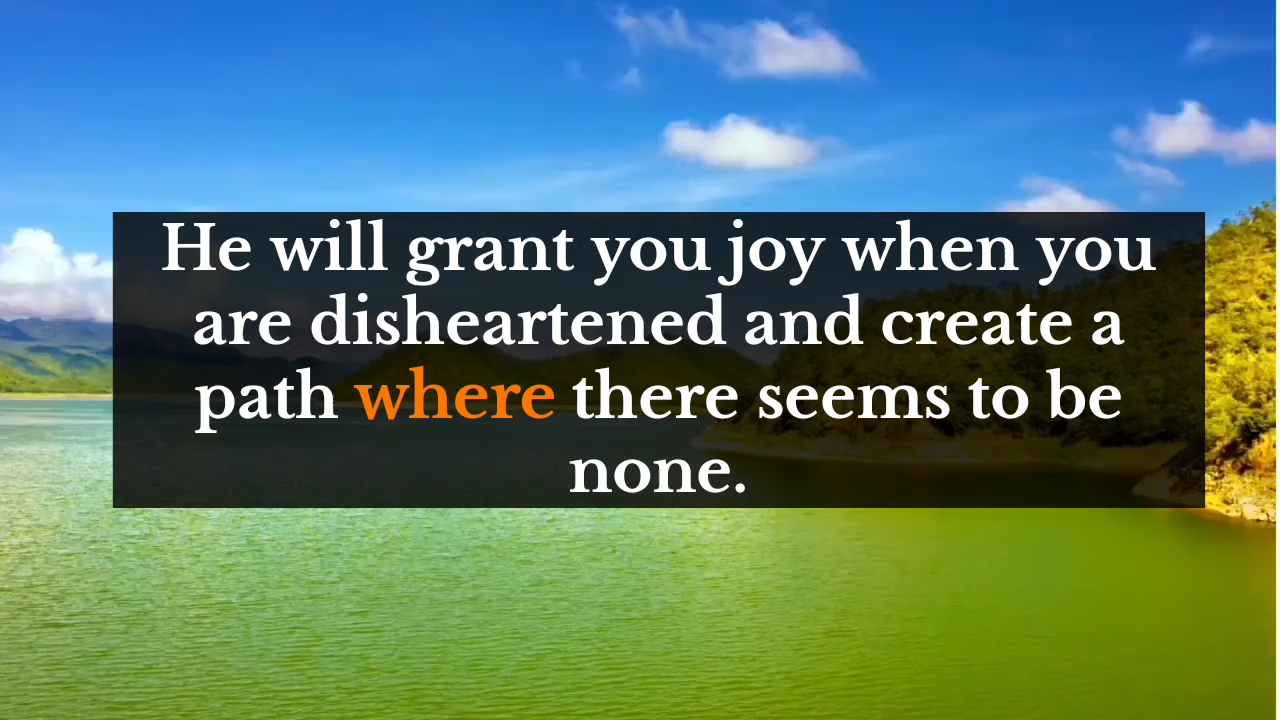 He will grant you joy when you
are disheartened and create a
path where there seems to be
none.